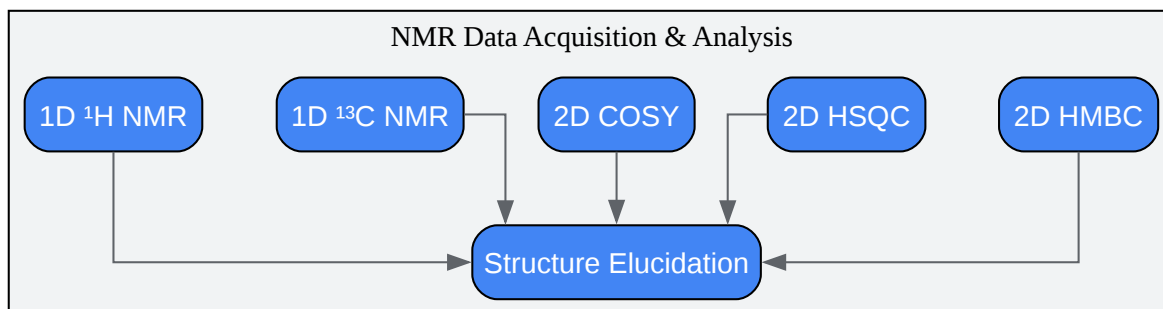 NMR Data Acquisition & Analysis
1D ¹H NMR
1D ¹³C NMR
2D COSY
2D HSQC
2D HMBC
Structure Elucidation